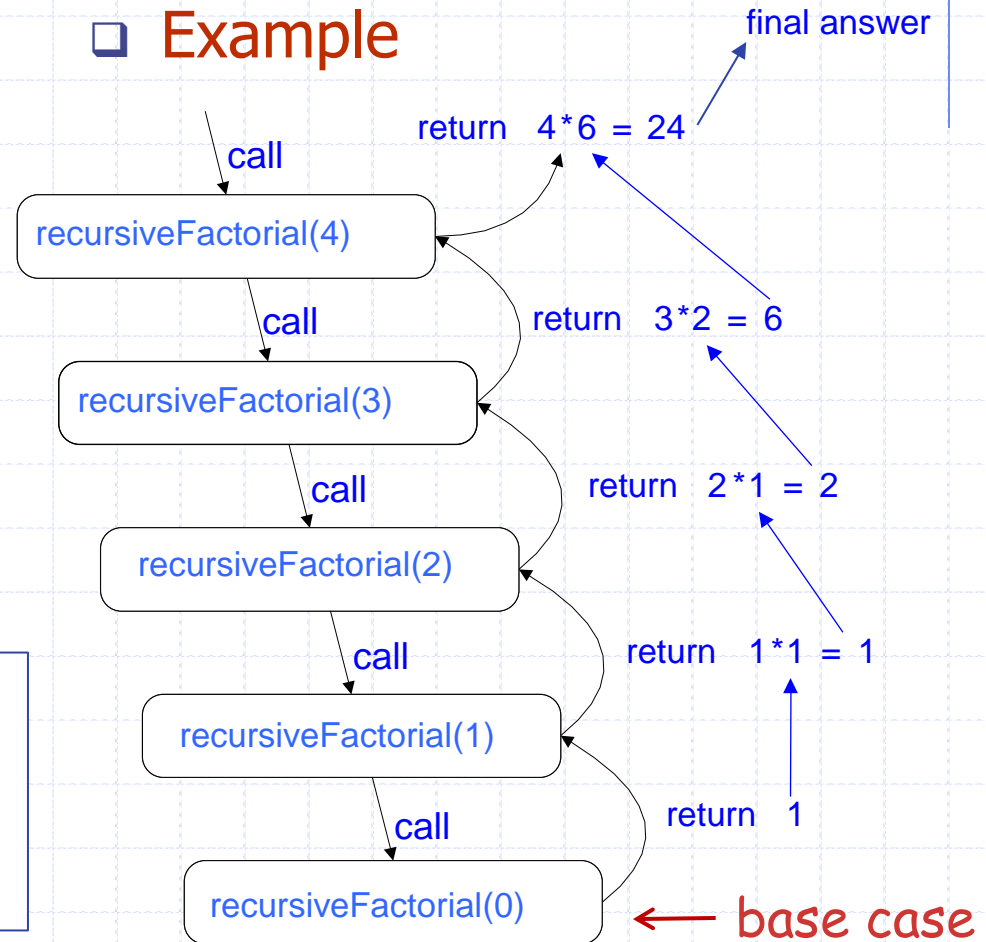 Example
final answer
return 4*6 = 24
call
recursiveFactorial(4)
call
return 3*2 = 6
recursiveFactorial(3)
call
return 2*1 = 2
recursiveFactorial(2)
call
return 1*1 = 1
recursiveFactorial(1)
call
return 1
recursiveFactorial(0)
base case